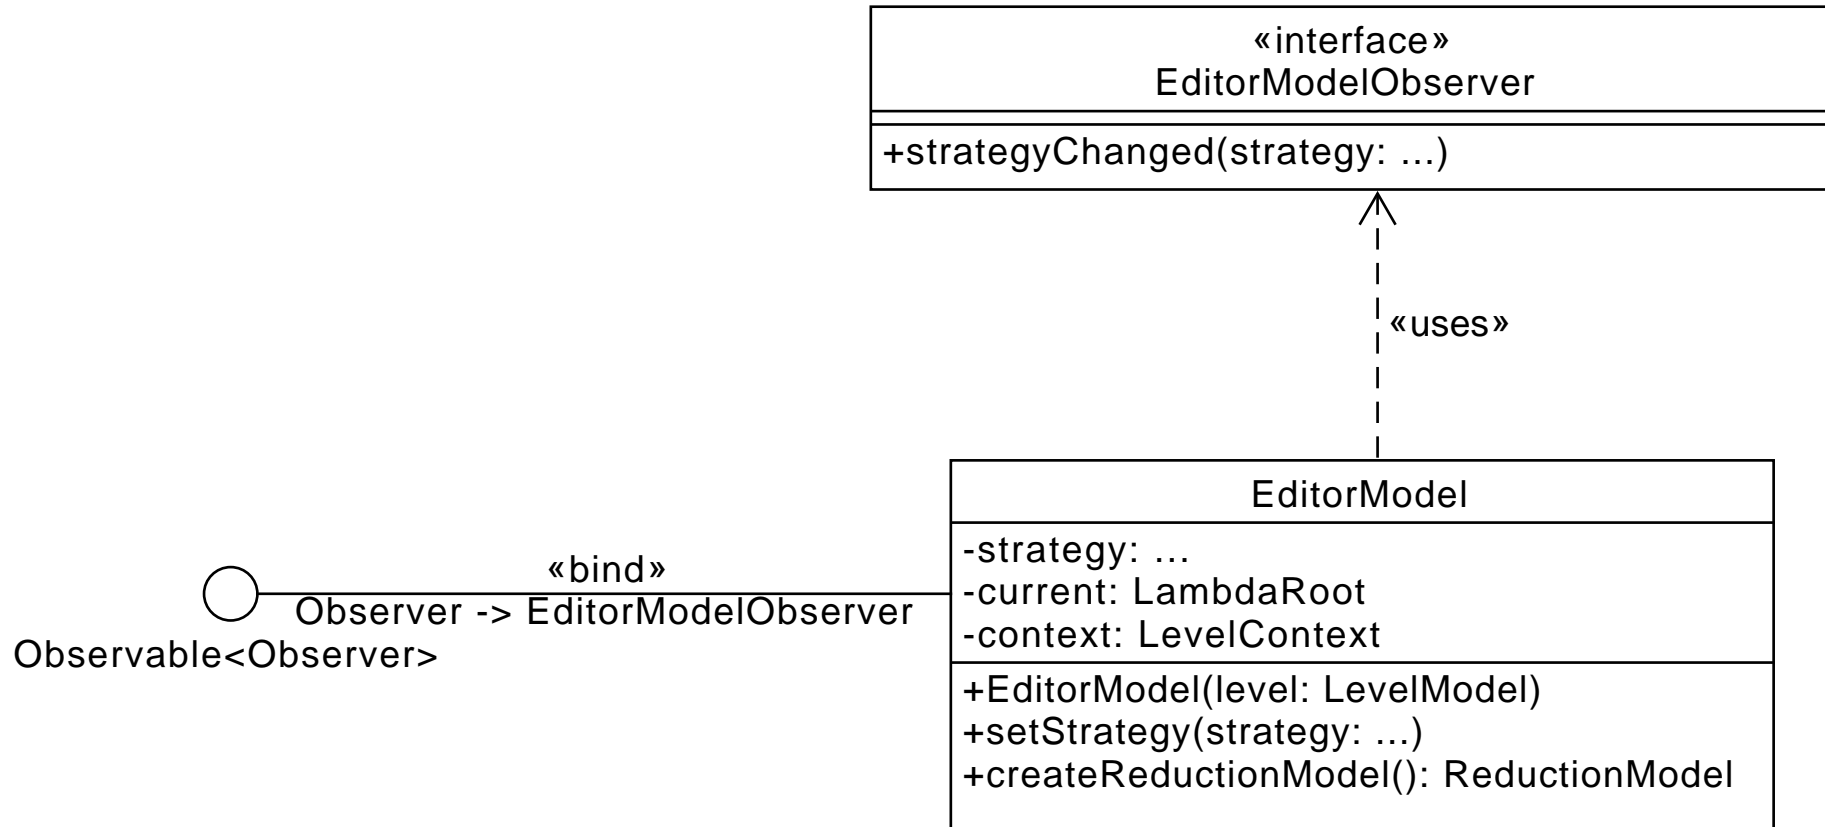 «interface»
EditorModelObserver
+strategyChanged(strategy: ...)
«uses»
EditorModel
-strategy: ...
-current: LambdaRoot
-context: LevelContext
+EditorModel(level: LevelModel)
+setStrategy(strategy: ...)
+createReductionModel(): ReductionModel
«bind»
Observer -> EditorModelObserver
Observable<Observer>